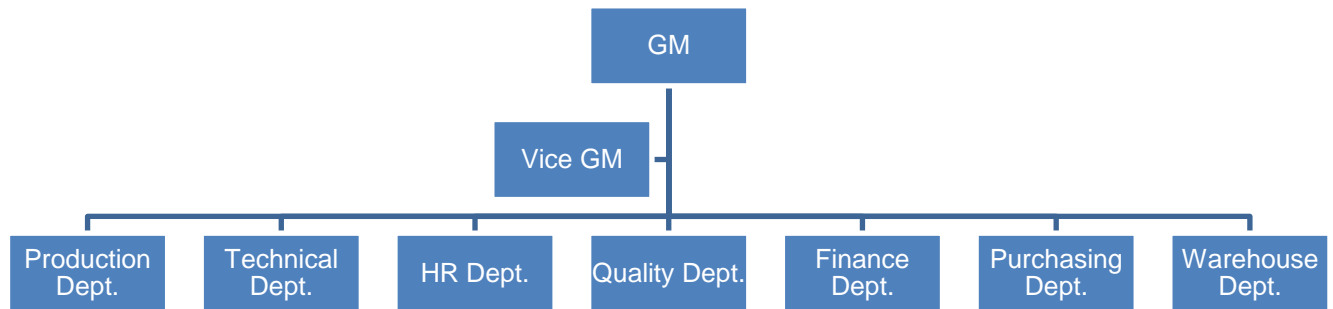 GM
Vice GM
Production
Dept.
Technical
Dept.
HR Dept.
Quality Dept.
Finance
Dept.
Purchasing
Dept.
Warehouse
Dept.